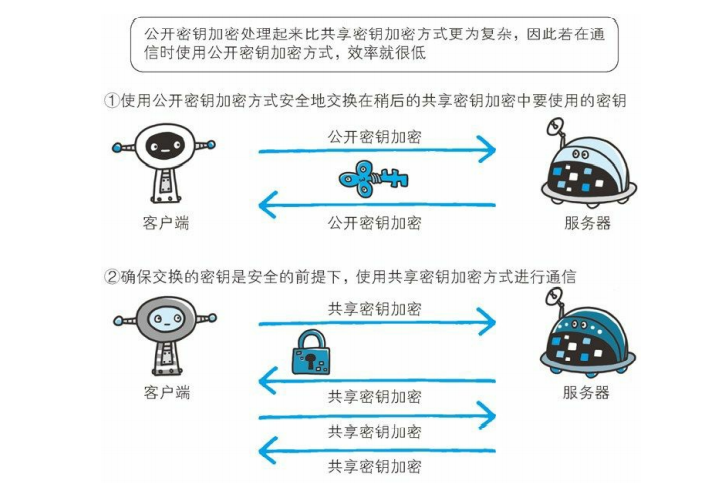 公开密钥加密处理起来比共享密钥加密方式更为复杂，因此若在通
信时使用公开密钥加密方式，效率就很低
①使用公开密钥加密方式安全地交换在稍后的共享密钥加密中要使用的密钥
公开密钥加密
公开密钥加密
客户端
服务器
②确保交换的密钥是安全的前提下，使用共享密钥加密方式进行通信
共享密钥加密
客户端
服务器
共享密钥加密
共享密钥加密
共享密钥加密